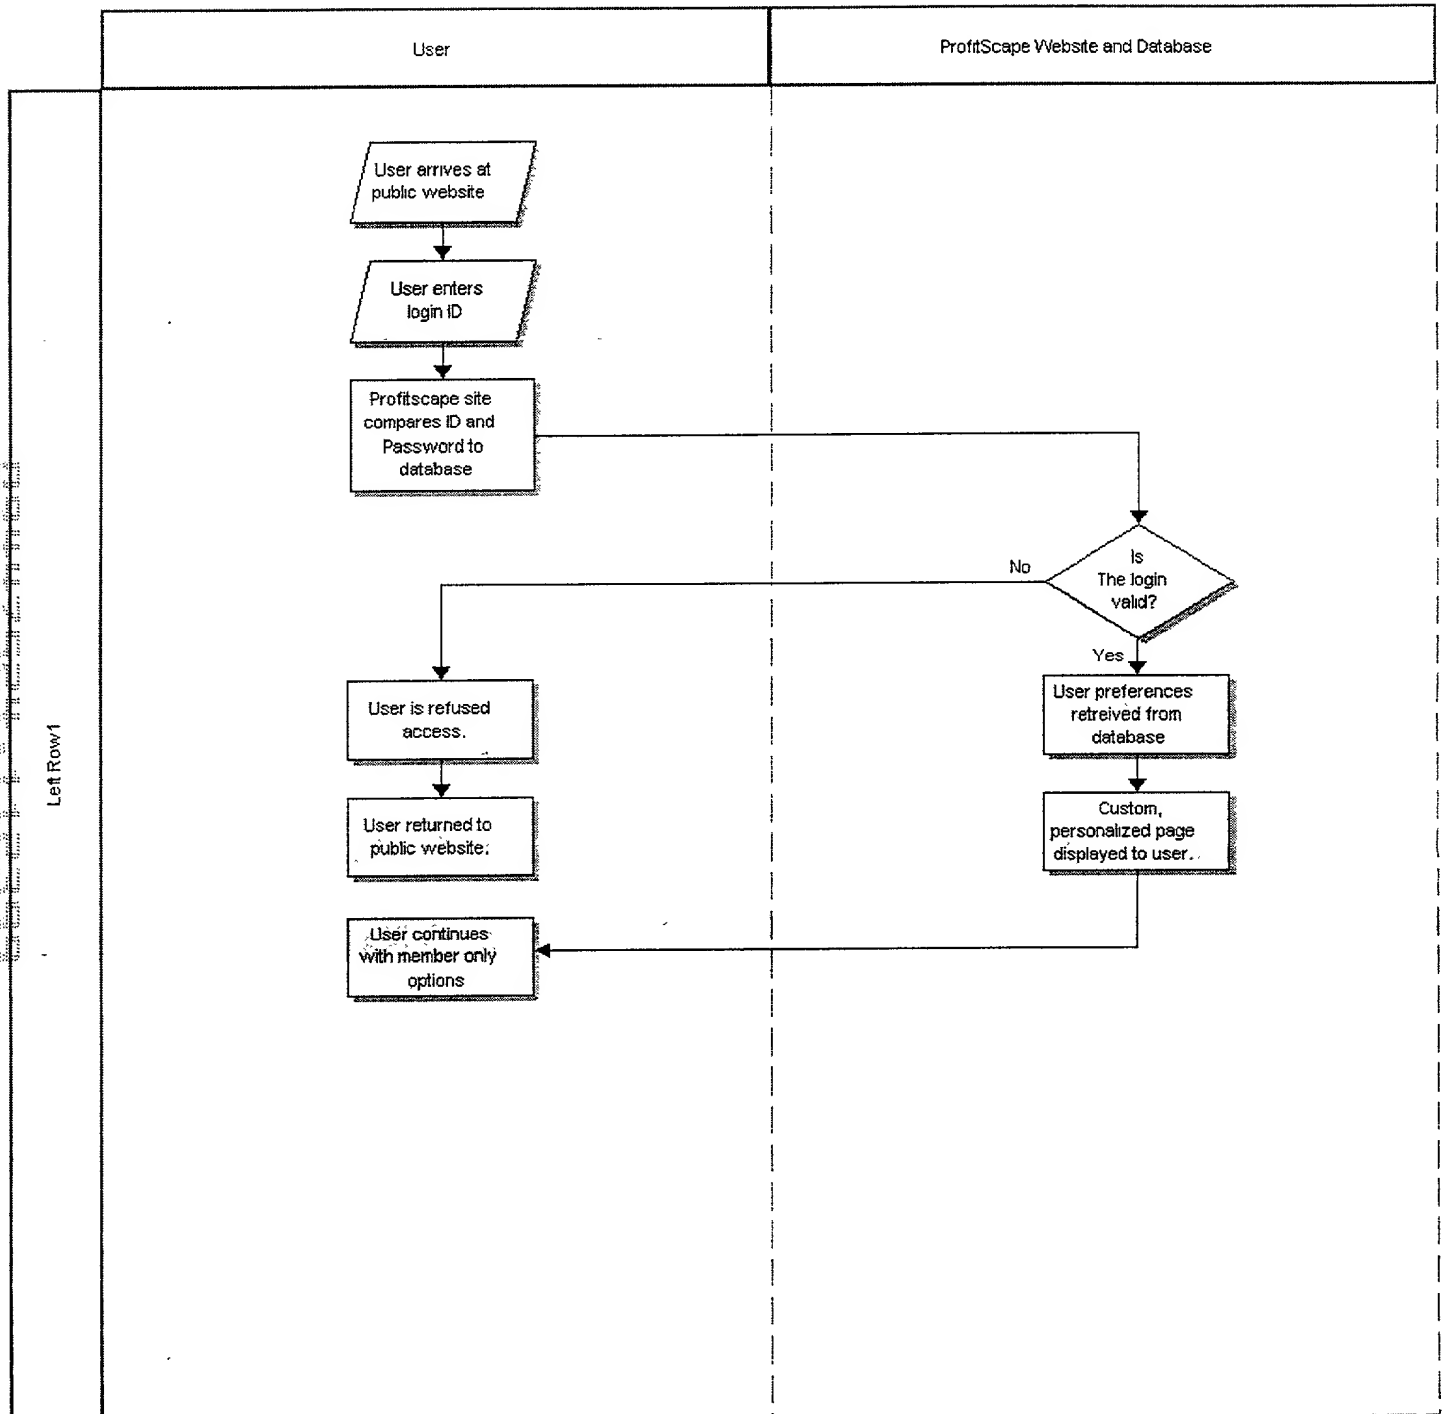 User
ProfitScape Website and Database
User arrives at
public website
User enters
login ID
Profitscape site
compares ID and
Password to
database
Is
The login
valid?
No
Yes
User is refused
access.
User preferences
retreived from
database
User returned to
public website.
Custom,
personalized page
displayed to user.
User continues
with member only
options
Left Row1